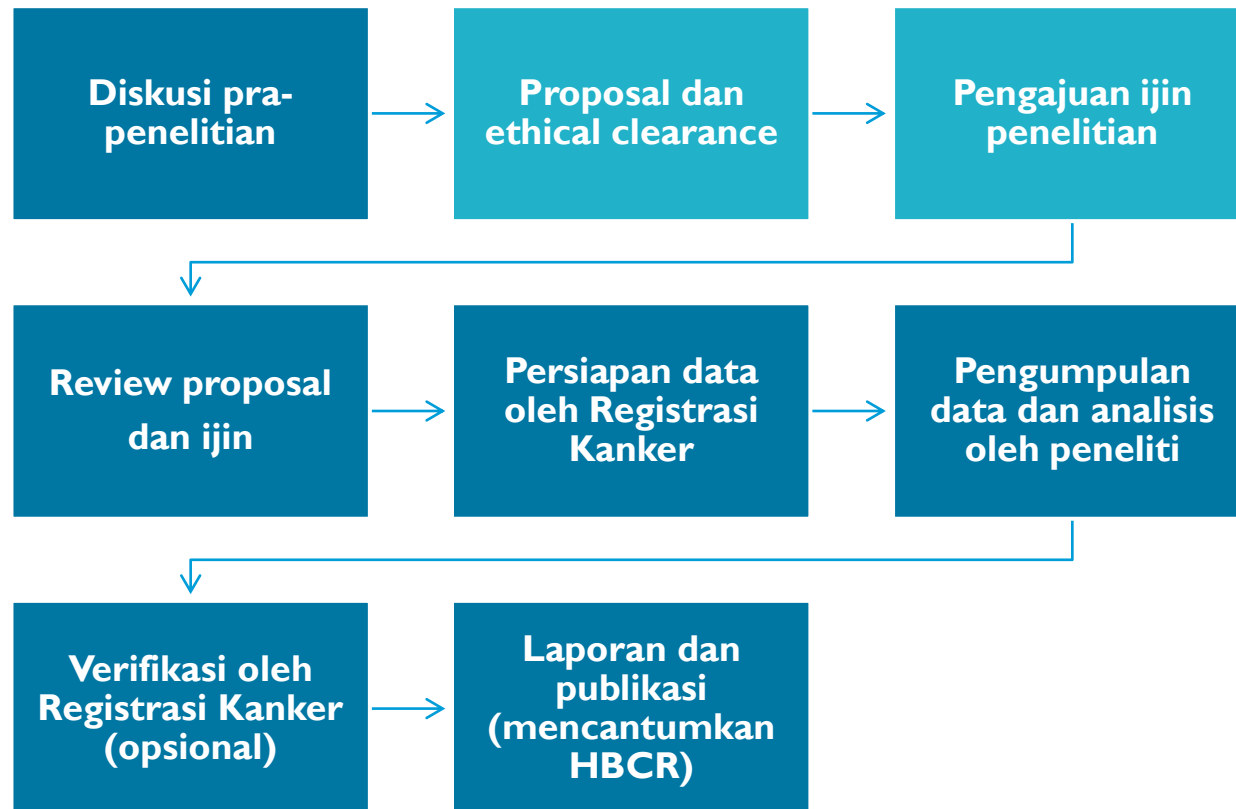 Diskusi pra-
penelitian
Proposal dan
ethical clearance
Pengajuan ijin
penelitian
Review proposal
dan ijin
Persiapan data
oleh Registrasi
Kanker
Pengumpulan
data dan analisis
oleh peneliti
Verifikasi oleh
Registrasi Kanker
(opsional)
Laporan dan
publikasi
(mencantumkan
HBCR)